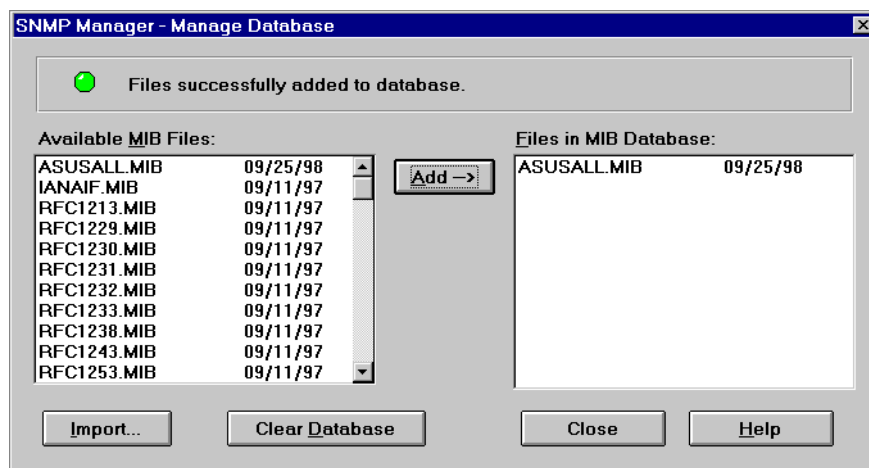 SNMP Manager - Manage Database
Files successfully added to database.
Available MIB Files:
ASUSALL.MIB 09/25/98
IANAIF.MIB 09/11/97
RFC1213.MIB 09/11/97
RFC1229.MIB 09/11/97
RFC1230.MIB 09/11/97
RFC1231.MIB 09/11/97
RFC1232.MIB 09/11/97
RFC1233.MIB 09/11/97
RFC1238.MIB 09/11/97
RFC1243.MIB 09/11/97
RFC1253.MIB 09/11/97
Add -->
Files in MIB Database:
ASUSALL.MIB 09/25/98
Import...
Clear Database
Close
Help